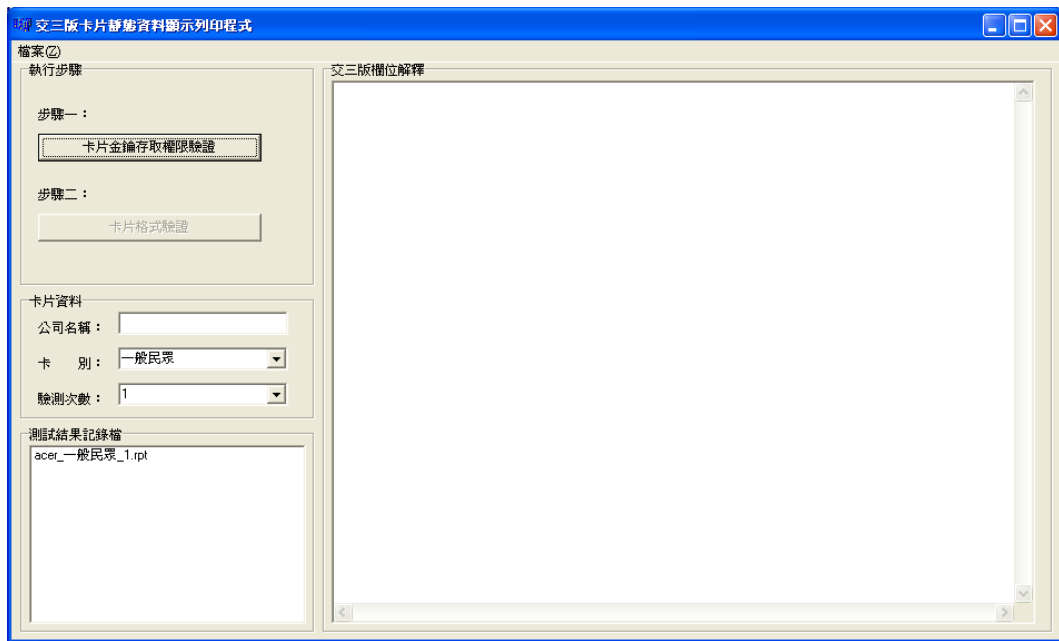 交三版卡片靜態資料顯示列印程式
檔案(Z)
執行步驟
步驟一：
卡片金鑰存取權限驗證
步驟二：
卡片格式驗證
卡片資料
公司名稱：
卡 別： 一般民眾
驗測次數： 1
測試結果記錄檔
acer_一般民眾_1.rpt
交三版欄位解釋